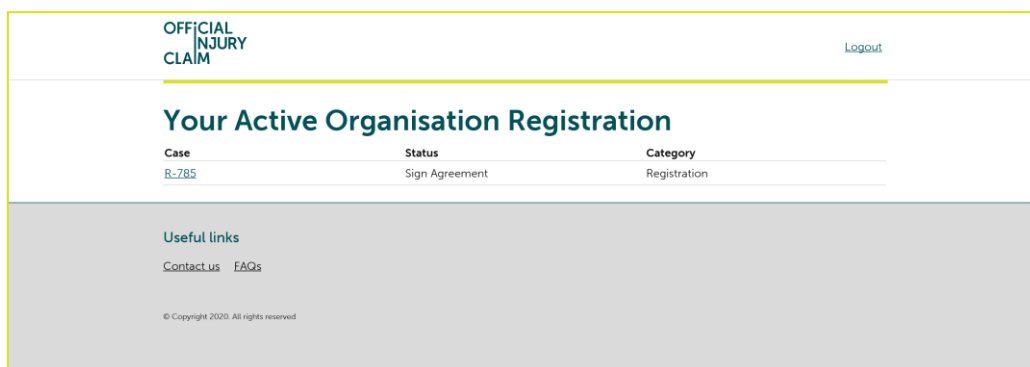 OFFiCIAL
INJURY
CLAIM
Logout
Your Active Organisation Registration
Case Status Category
R-785 Sign Agreement Registration
Useful links
Contact us FAQs
© Copyright 2020. All rights reserved